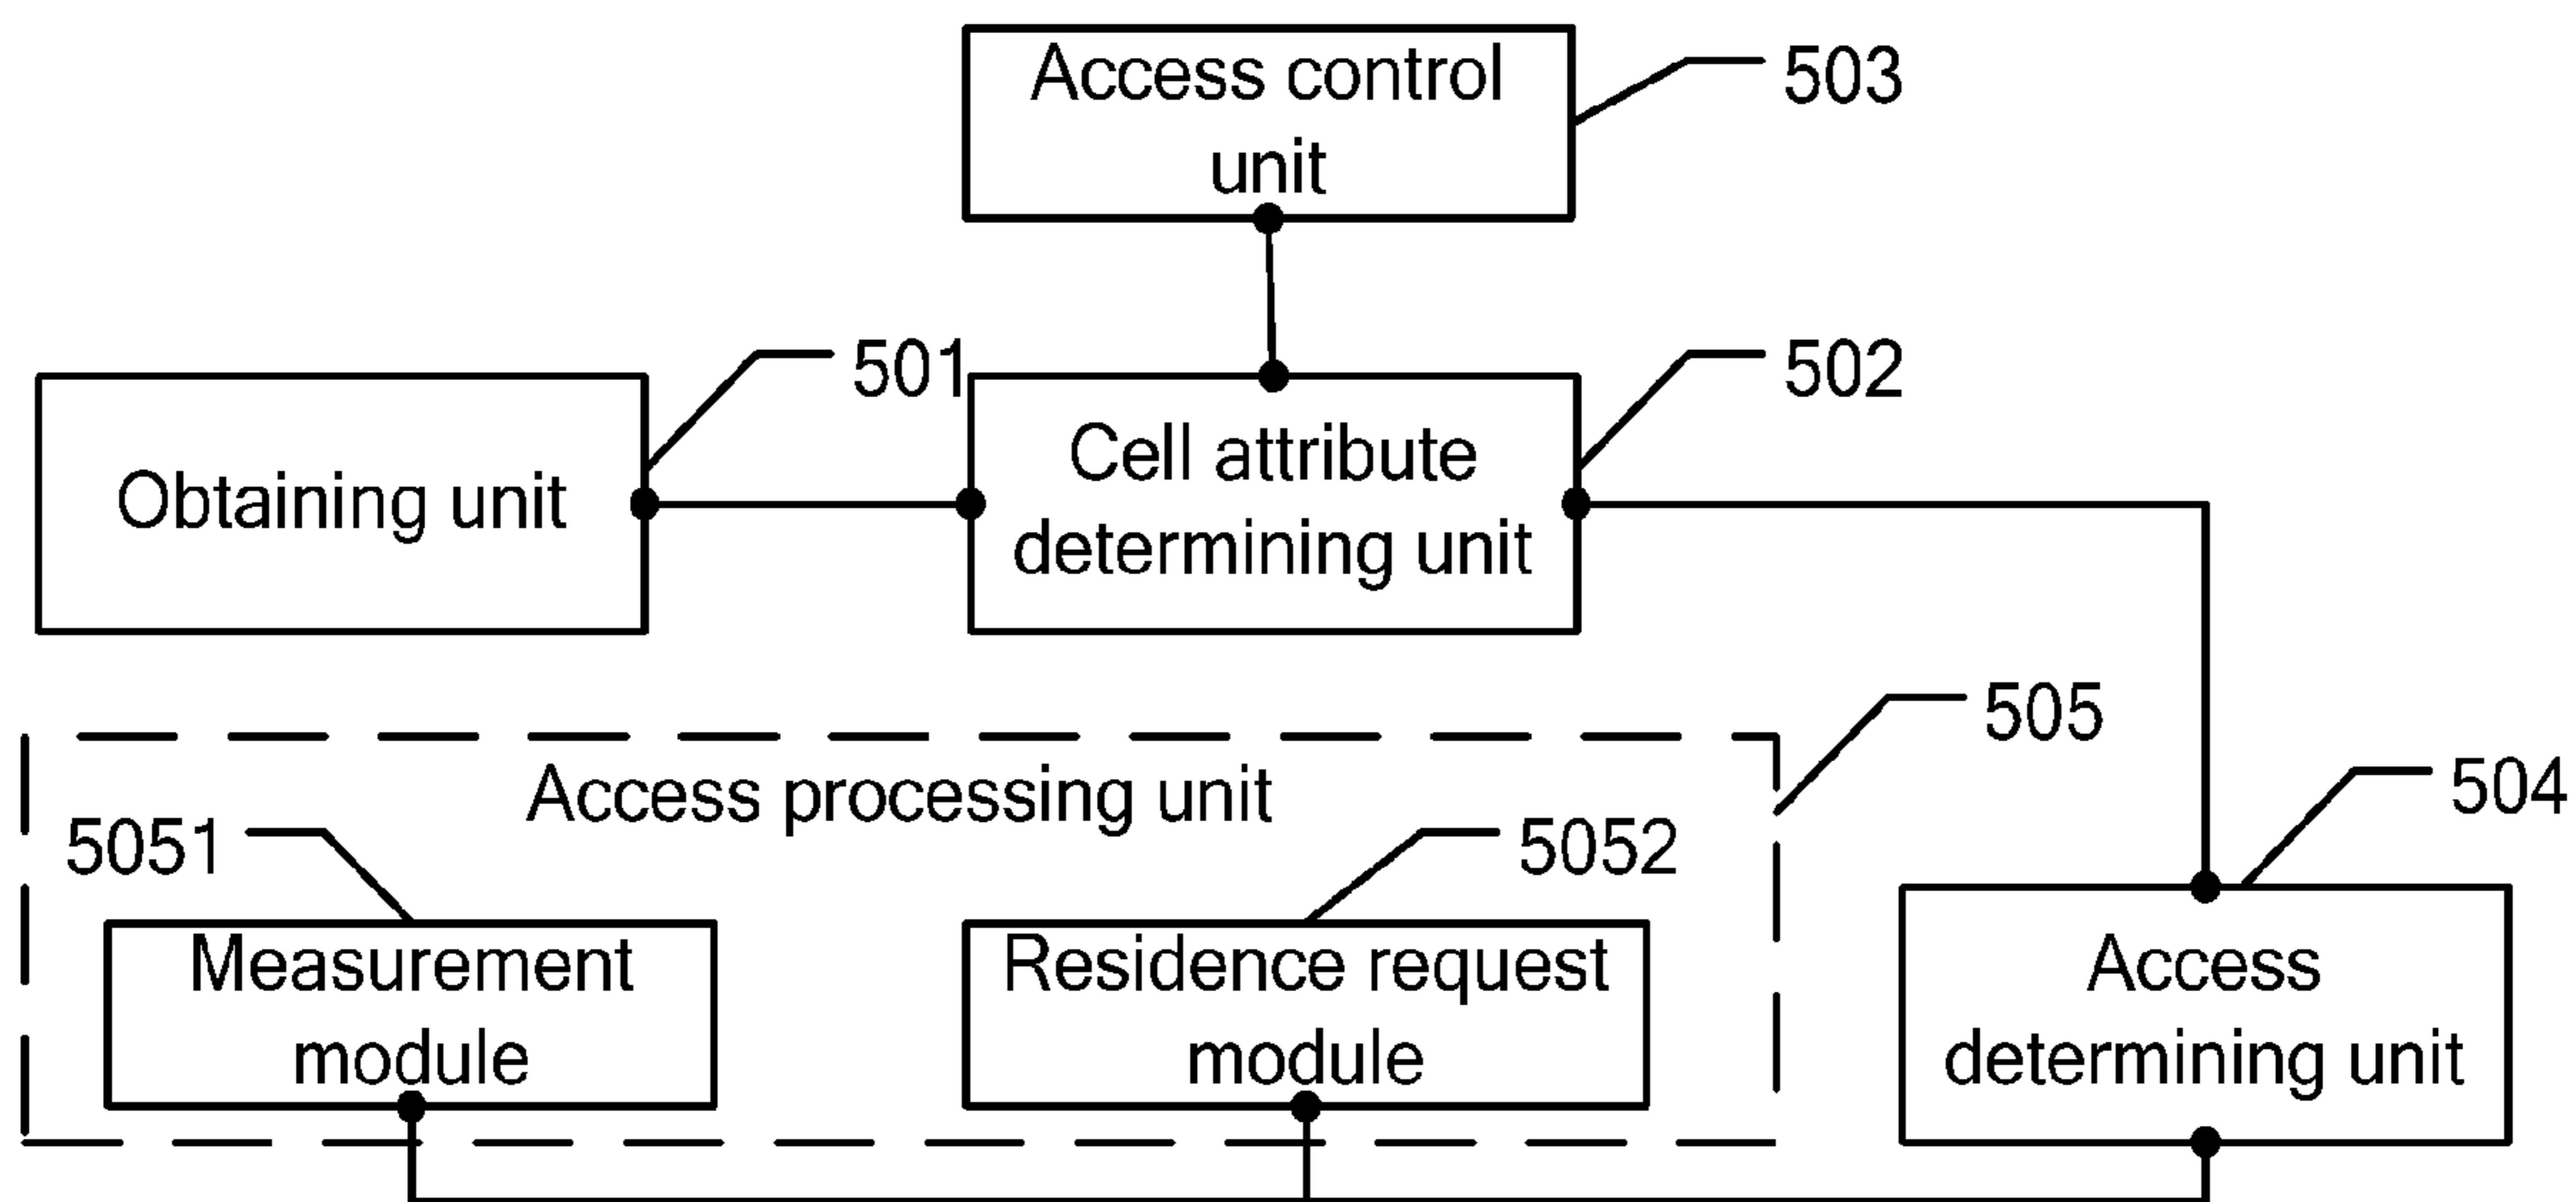 Access control
unit
503
501
502
Obtaining unit
Cell attribute
determining unit
505
Access processing unit
504
5051
5052
Measurement
module
Residence request
module
Access
determining unit